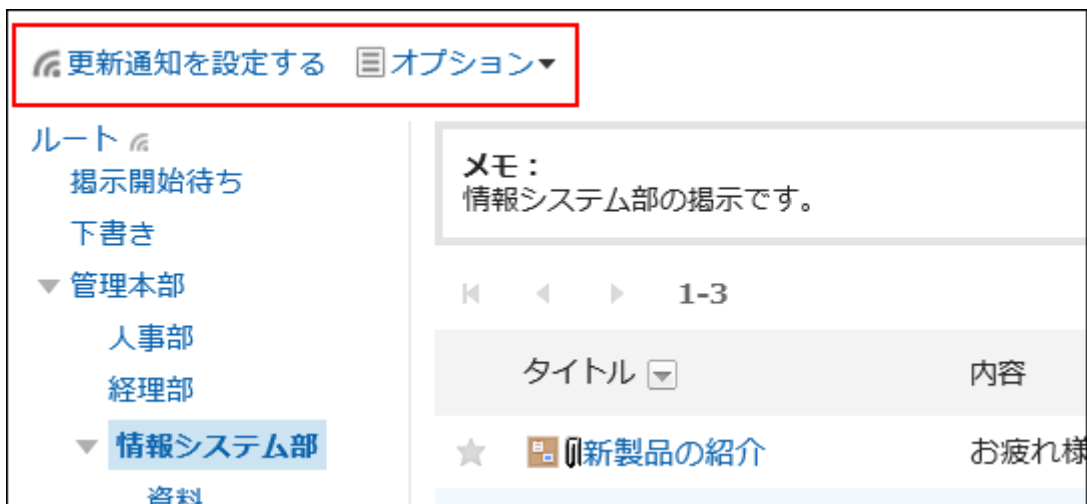 更新通知を設定する オプション▼
ルート
掲示開始待ち
下書き
管理本部
人事部
経理部
情報システム部
資料
メモ：
情報システム部の掲示です。
1-3
タイトル 内容
新製品の紹介 お疲れ様